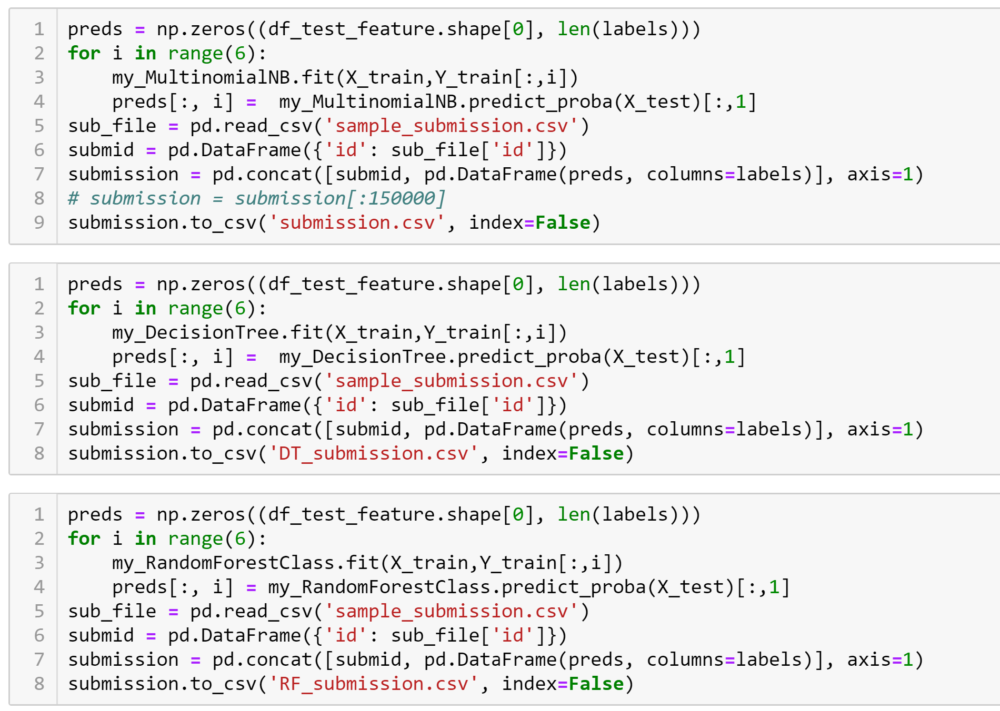 1 preds = np.zeros((df_test_feature.shape[0], len(labels)))
2 for i in range(6):
3     my_MultinomialNB.fit(X_train,Y_train[:,i])
4     preds[:, i] =  my_MultinomialNB.predict_proba(X_test)[:,1]
5 sub_file = pd.read_csv('sample_submission.csv')
6 submid = pd.DataFrame({'id': sub_file['id']})
7 submission = pd.concat([submid, pd.DataFrame(preds, columns=labels)], axis=1)
8 # submission = submission[:150000]
9 submission.to_csv('submission.csv', index=False)
1 preds = np.zeros((df_test_feature.shape[0], len(labels)))
2 for i in range(6):
3     my_DecisionTree.fit(X_train,Y_train[:,i])
4     preds[:, i] =  my_DecisionTree.predict_proba(X_test)[:,1]
5 sub_file = pd.read_csv('sample_submission.csv')
6 submid = pd.DataFrame({'id': sub_file['id']})
7 submission = pd.concat([submid, pd.DataFrame(preds, columns=labels)], axis=1)
8 submission.to_csv('DT_submission.csv', index=False)
1 preds = np.zeros((df_test_feature.shape[0], len(labels)))
2 for i in range(6):
3     my_RandomForestClass.fit(X_train,Y_train[:,i])
4     preds[:, i] = my_RandomForestClass.predict_proba(X_test)[:,1]
5 sub_file = pd.read_csv('sample_submission.csv')
6 submid = pd.DataFrame({'id': sub_file['id']})
7 submission = pd.concat([submid, pd.DataFrame(preds, columns=labels)], axis=1)
8 submission.to_csv('RF_submission.csv', index=False)